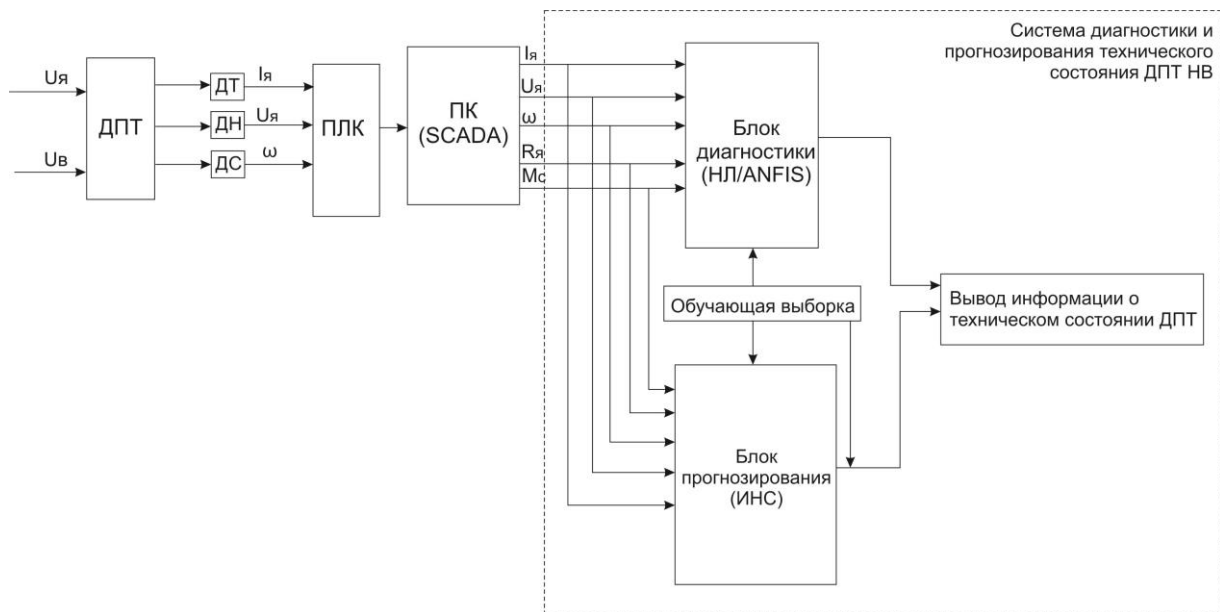 Система диагностики и
прогнозирования технического
состояния ДПТ НВ
Uя
Uв
ДПТ
ДТ
ДН
ДС
Iя
Uя
ω
ПЛК
ПК
(SCADA)
Iя
Uя
ω
Rя
Mс
Блок
диагностики
(НЛ/ANFIS)
Обучающая выборка
Вывод информации о
техническом состоянии ДПТ
Блок
прогнозирования
(ИНС)